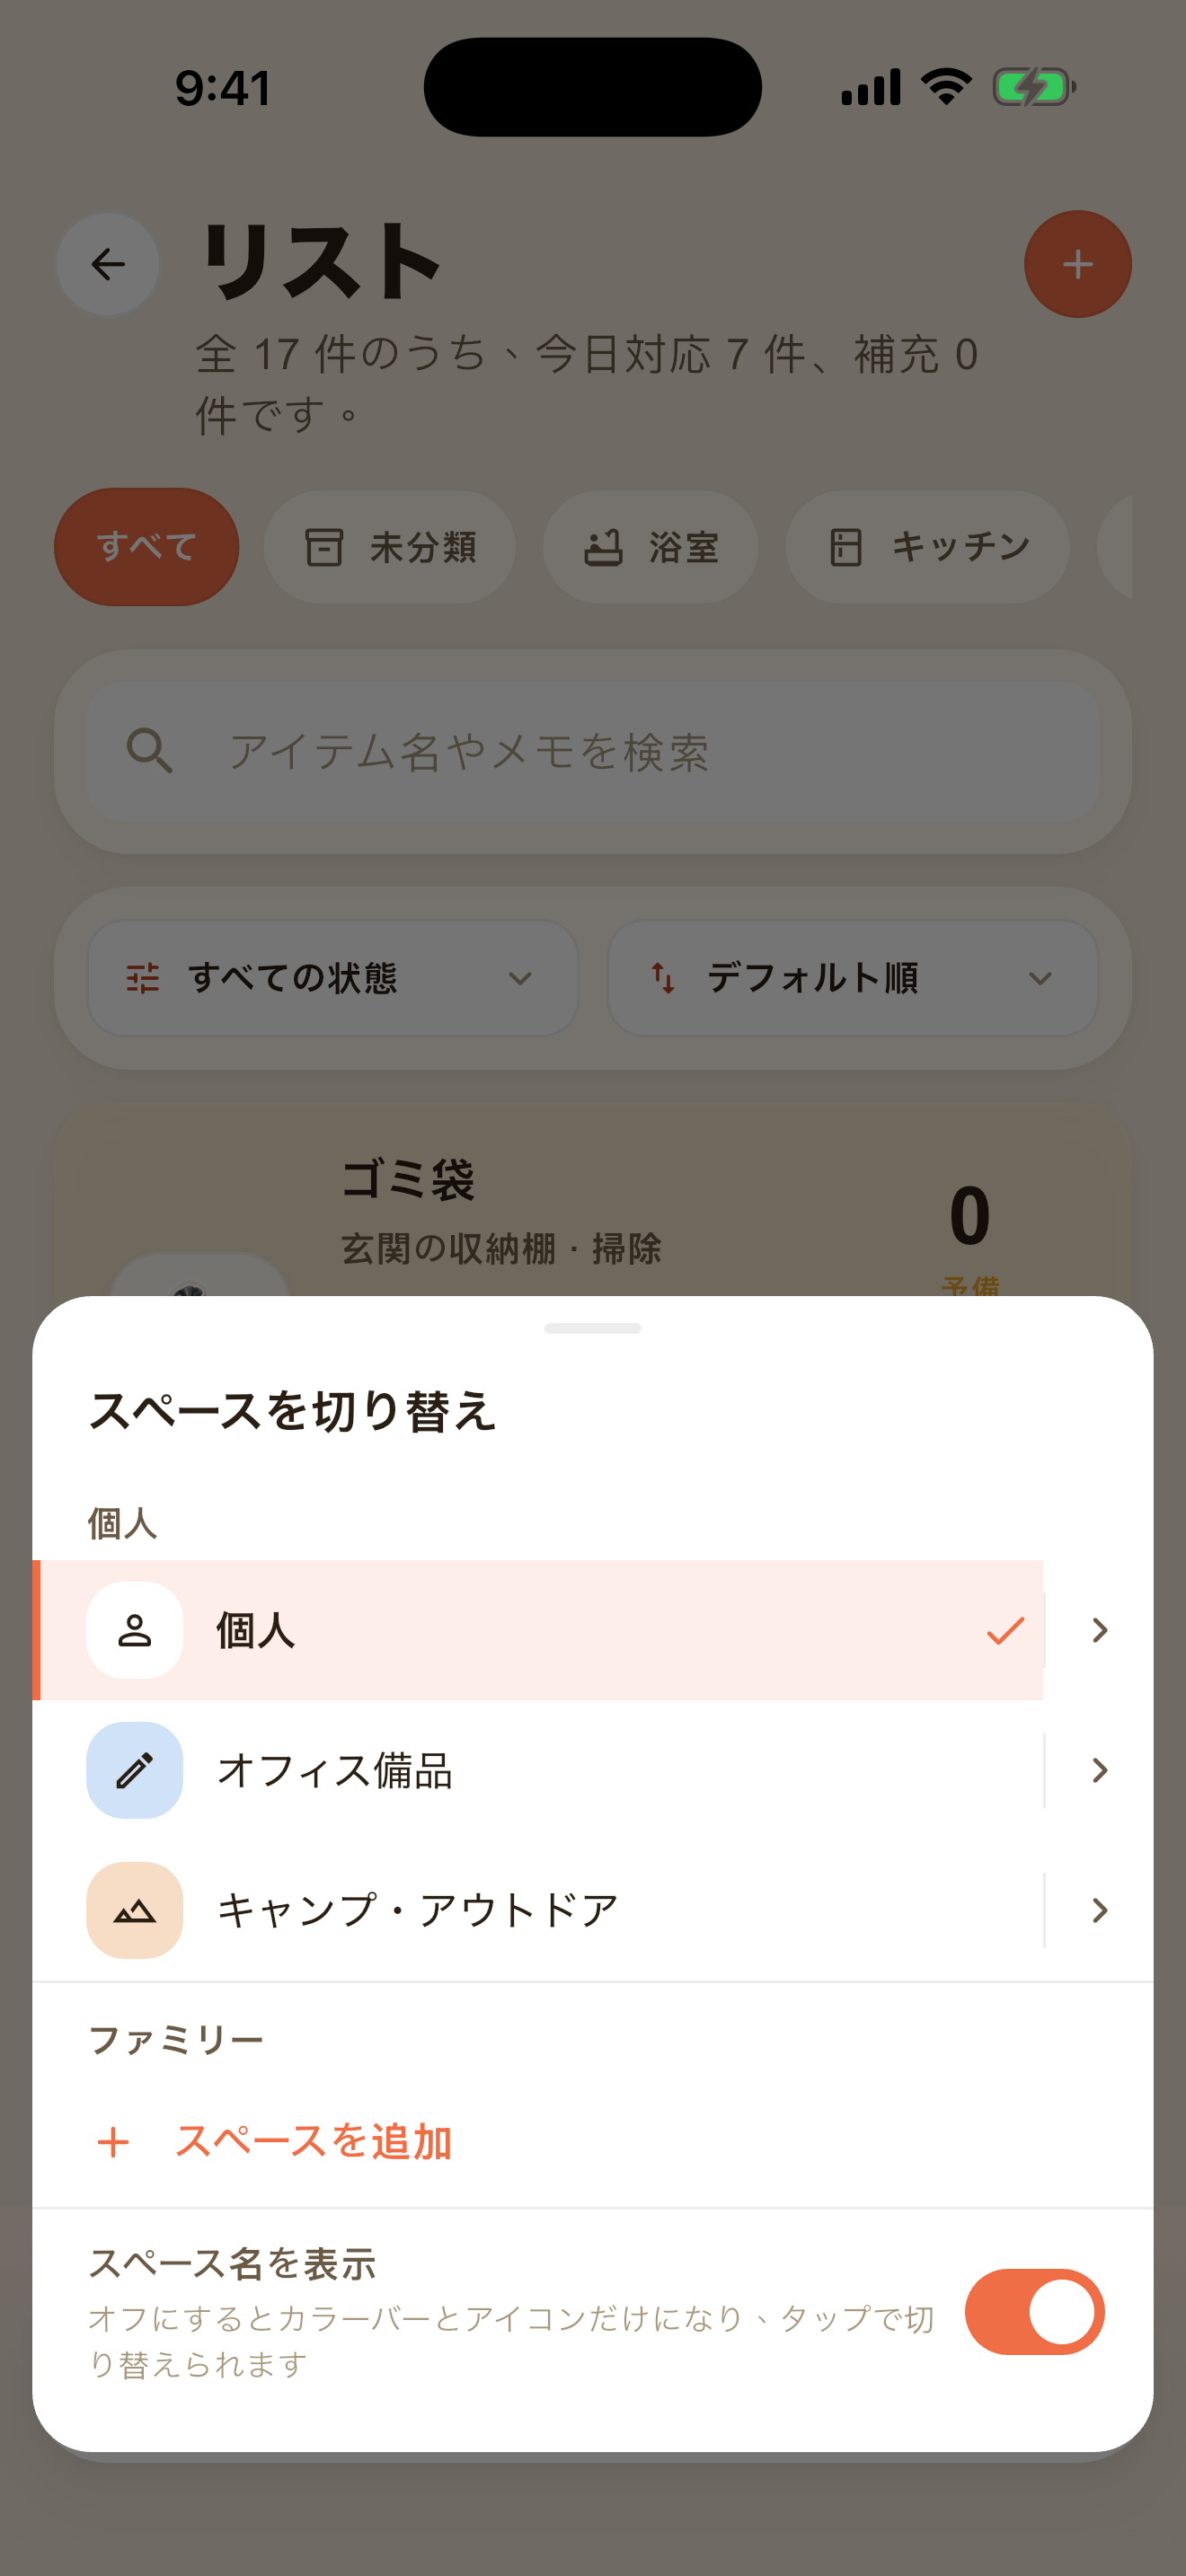 9:41
リスト
全 17 件のうち、今日対応 7 件、補充 0
件です。
すべて
未分類
浴室
キッチン
アイテム名やメモを検索
すべての状態
デフォルト順
ゴミ袋
玄関の収納棚 · 掃除
0
予備
スペースを切り替え
個人
個人
オフィス備品
キャンプ・アウトドア
ファミリー
スペースを追加
スペース名を表示
オフにするとカラーバーとアイコンだけになり、タップで切
り替えられます